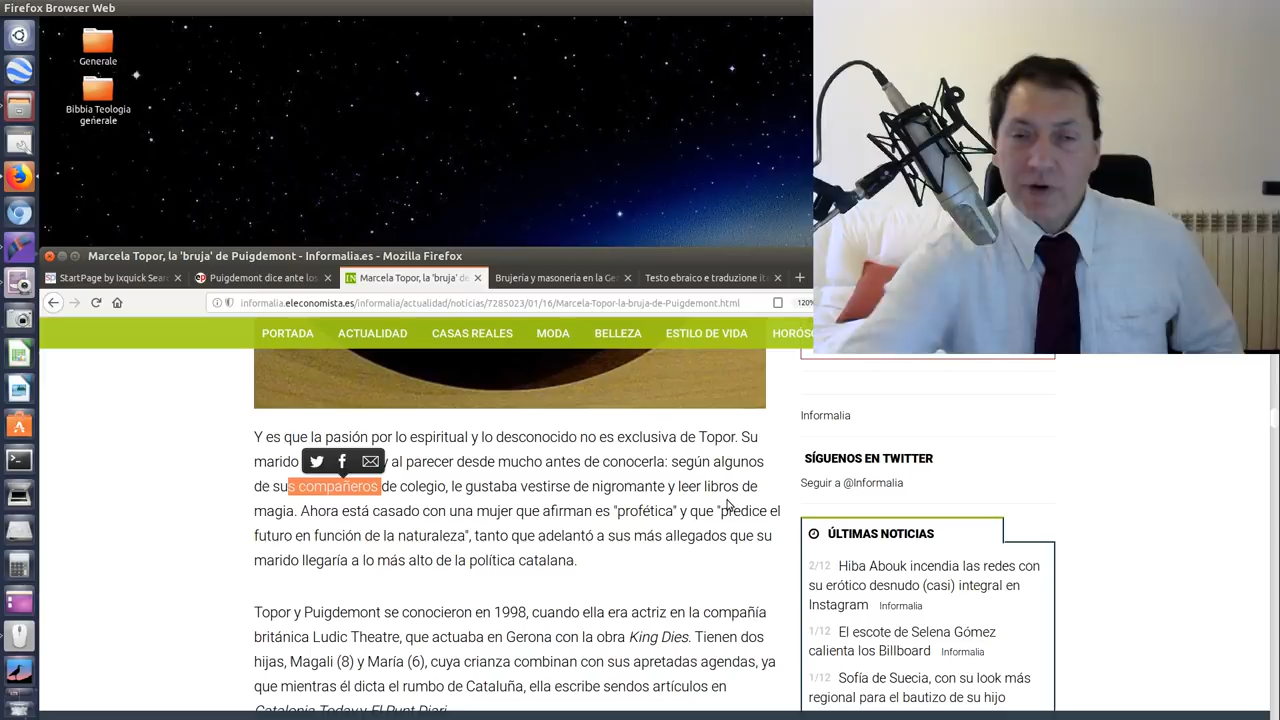 Firefox Browser Web
Generale
Bibbia Teologia
generale
Marcela Topor, la 'bruja' de Puigdemont - Informalia.es - Mozilla Firefox
StartPage by Ixquick Sear
Puigdemont dice ante los
Marcela Topor, la 'bruja' de
Brujería y masonería en la Ge
Testo ebraico e traduzione it
informalia.eleconomista.es/informalia/actualidad/noticias/7285023/01/16/Marcela-Topor-la-bruja-de-Puigdemont.html
120%
PORTADA ACTUALIDAD CASAS REALES MODA BELLEZA ESTILO DE VIDA HORÓSC
Y es que la pasión por lo espiritual y lo desconocido no es exclusiva de Topor. Su
marido y al parecer desde mucho antes de conocerla: según algunos
de sus compañeros de colegio, le gustaba vestirse de nigromante y leer libros de
magia. Ahora está casado con una mujer que afirman es "profética" y que "predice el
futuro en función de la naturaleza", tanto que adelantó a sus más allegados que su
marido llegaría a lo más alto de la política catalana.
Topor y Puigdemont se conocieron en 1998, cuando ella era actriz en la compañía
británica Ludic Theatre, que actuaba en Gerona con la obra King Dies. Tienen dos
hijas, Magali (8) y María (6), cuya crianza combinan con sus apretadas agendas, ya
que mientras él dicta el rumbo de Cataluña, ella escribe sendos artículos en
Catalonia Today y El Punt Diari.
Informalia
SÍGUENOS EN TWITTER
Seguir a @Informalia
ÚLTIMAS NOTICIAS
2/12 Hiba Abouk incendia las redes con
su erótico desnudo (casi) integral en
Instagram Informalia
1/12 El escote de Selena Gómez
calienta los Billboard Informalia
1/12 Sofía de Suecia, con su look más
regional para el bautizo de su hijo